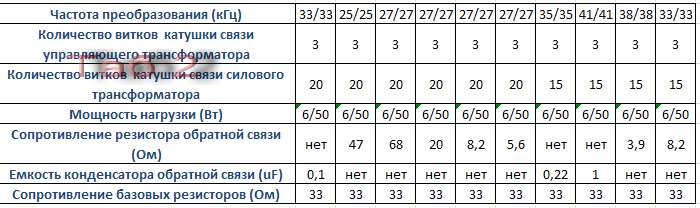 Частота преобразования (кГц) 33/33 25/25 27/27 27/27 27/27 27/27 35/35 41/41 38/38 33/33
Количество витков катушки связи управляющего трансформатора 3 3 3 3 3 3 3 3 3 3
Количество витков катушки связи силового трансформатора 20 20 20 20 20 20 15 15 15 15
Мощность нагрузки (Вт) 6/50 6/50 6/50 6/50 6/50 6/50 6/50 6/50 6/50 6/50
Сопротивление резистора обратной связи (Ом) нет 47 68 20 8,2 5,6 нет нет 3,9 8,2
Емкость конденсатора обратной связи (uF) 0,1 нет нет нет нет нет 0,22 1 нет нет
Сопротивление базовых резисторов (Ом) 33 33 33 33 33 33 33 33 33 33